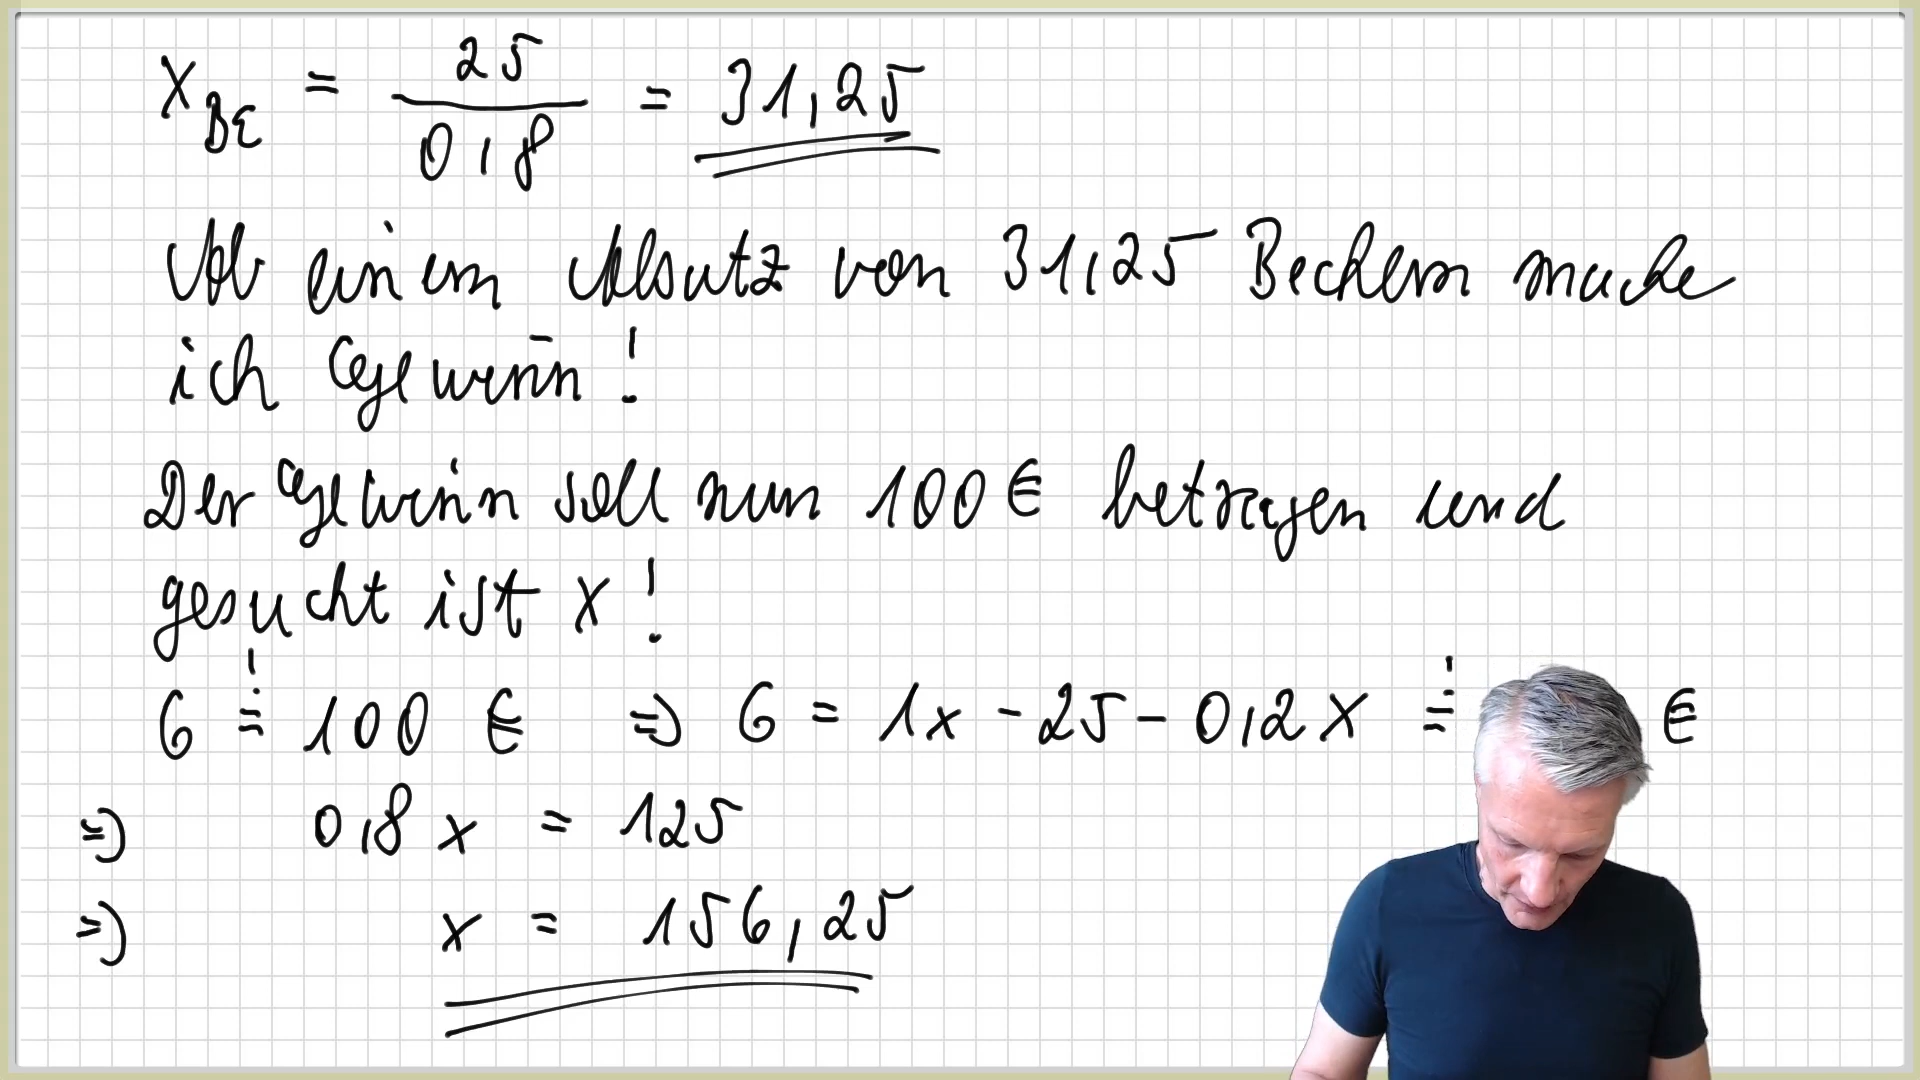 x_BE = 25 / 0,8 = 31,25
Ab einem Absatz von 31,25 Bechern mache
ich Gewinn!
Der Gewinn soll nun 100 € betragen und
gesucht ist x!
G =! 100 € => G = 1x - 25 - 0,2x =! €
=> 0,8 x = 125
=> x = 156,25